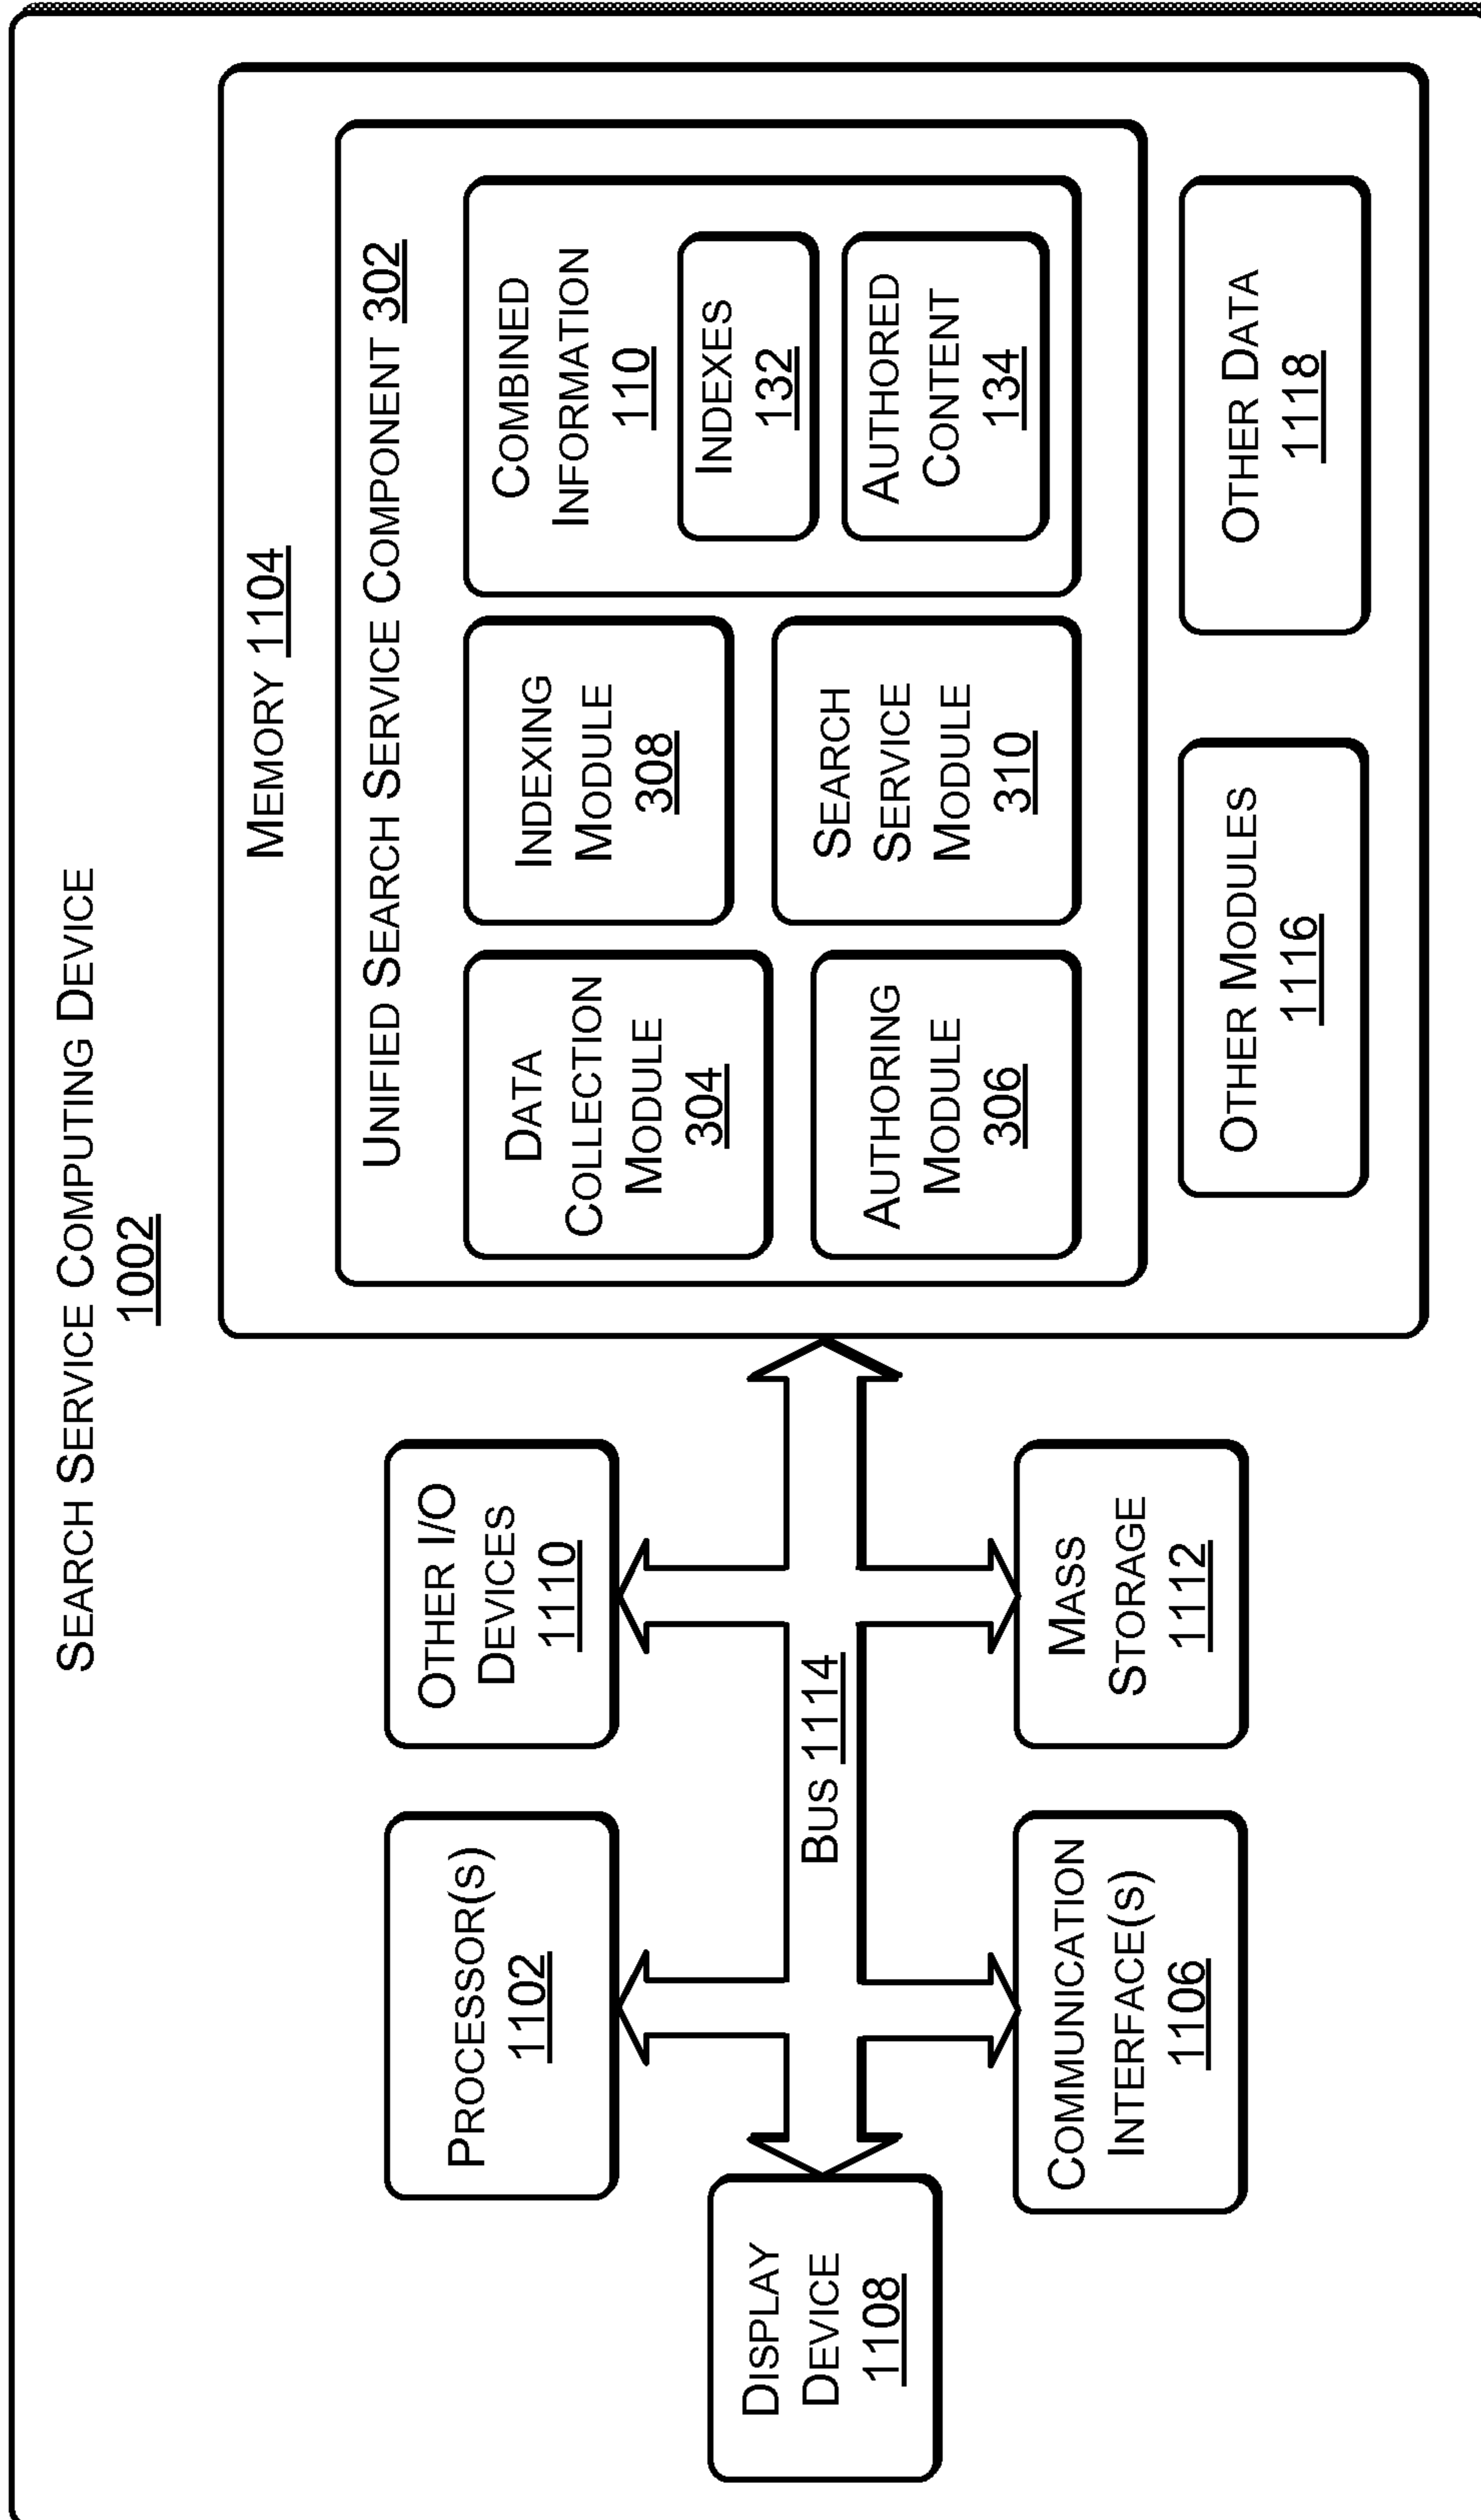 SEARCH SERVICE COMPUTING DEVICE
1002
PROCESSOR(S)
1102
OTHER I/O
DEVICES
1110
DISPLAY
DEVICE
1108
BUS 1114
COMMUNICATION
INTERFACE(S)
1106
MASS
STORAGE
1112
MEMORY 1104
UNIFIED SEARCH SERVICE COMPONENT 302
DATA
COLLECTION
MODULE
304
INDEXING
MODULE
308
COMBINED
INFORMATION
110
INDEXES
132
AUTHORED
CONTENT
134
AUTHORING
MODULE
306
SEARCH
SERVICE
MODULE
310
OTHER MODULES
1116
OTHER DATA
1118